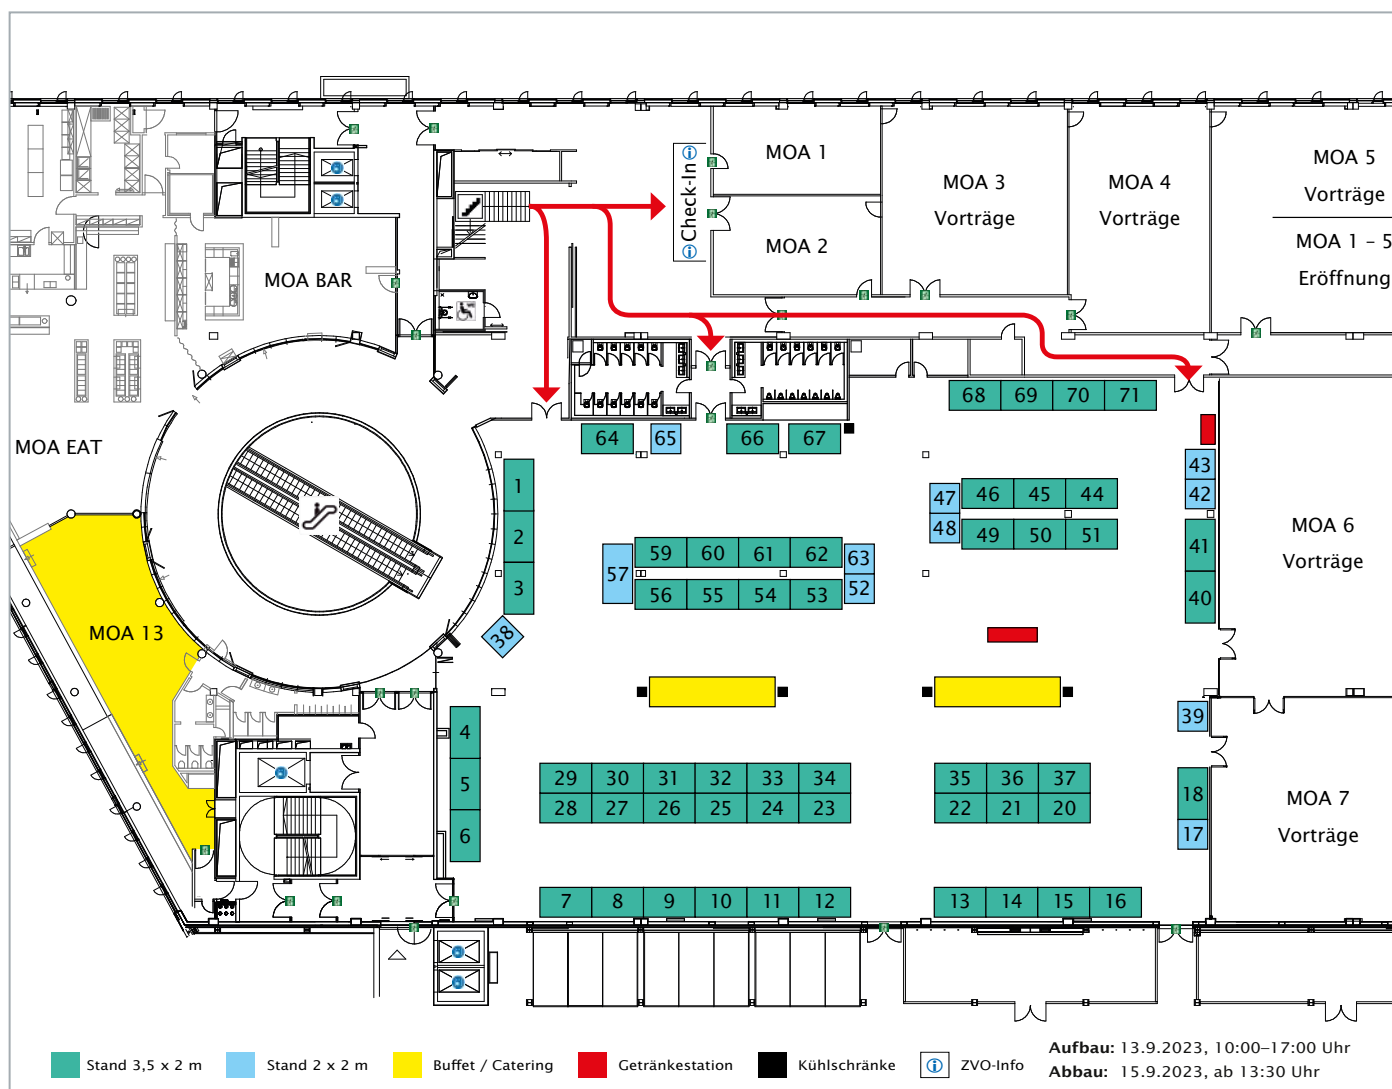 MOA 1
MOA 2
MOA 3
Vorträge
MOA 4
Vorträge
MOA 5
Vorträge
MOA 1 – 5
Eröffnung
Check-In
MOA BAR
MOA EAT
MOA 13
MOA 6
Vorträge
MOA 7
Vorträge
68 69 70 71
64 65 66 67
43
42
41
40
47 46 45 44
48 49 50 51
1
2
3
38
57 59 60 61 62 63
56 55 54 53 52
39
4
5
6
29 30 31 32 33 34
28 27 26 25 24 23
35 36 37
22 21 20
18
17
7 8 9 10 11 12
13 14 15 16
Stand 3,5 x 2 m
Stand 2 x 2 m
Buffet / Catering
Getränkestation
Kühlschränke
ZVO-Info
Aufbau: 13.9.2023, 10:00–17:00 Uhr
Abbau: 15.9.2023, ab 13:30 Uhr